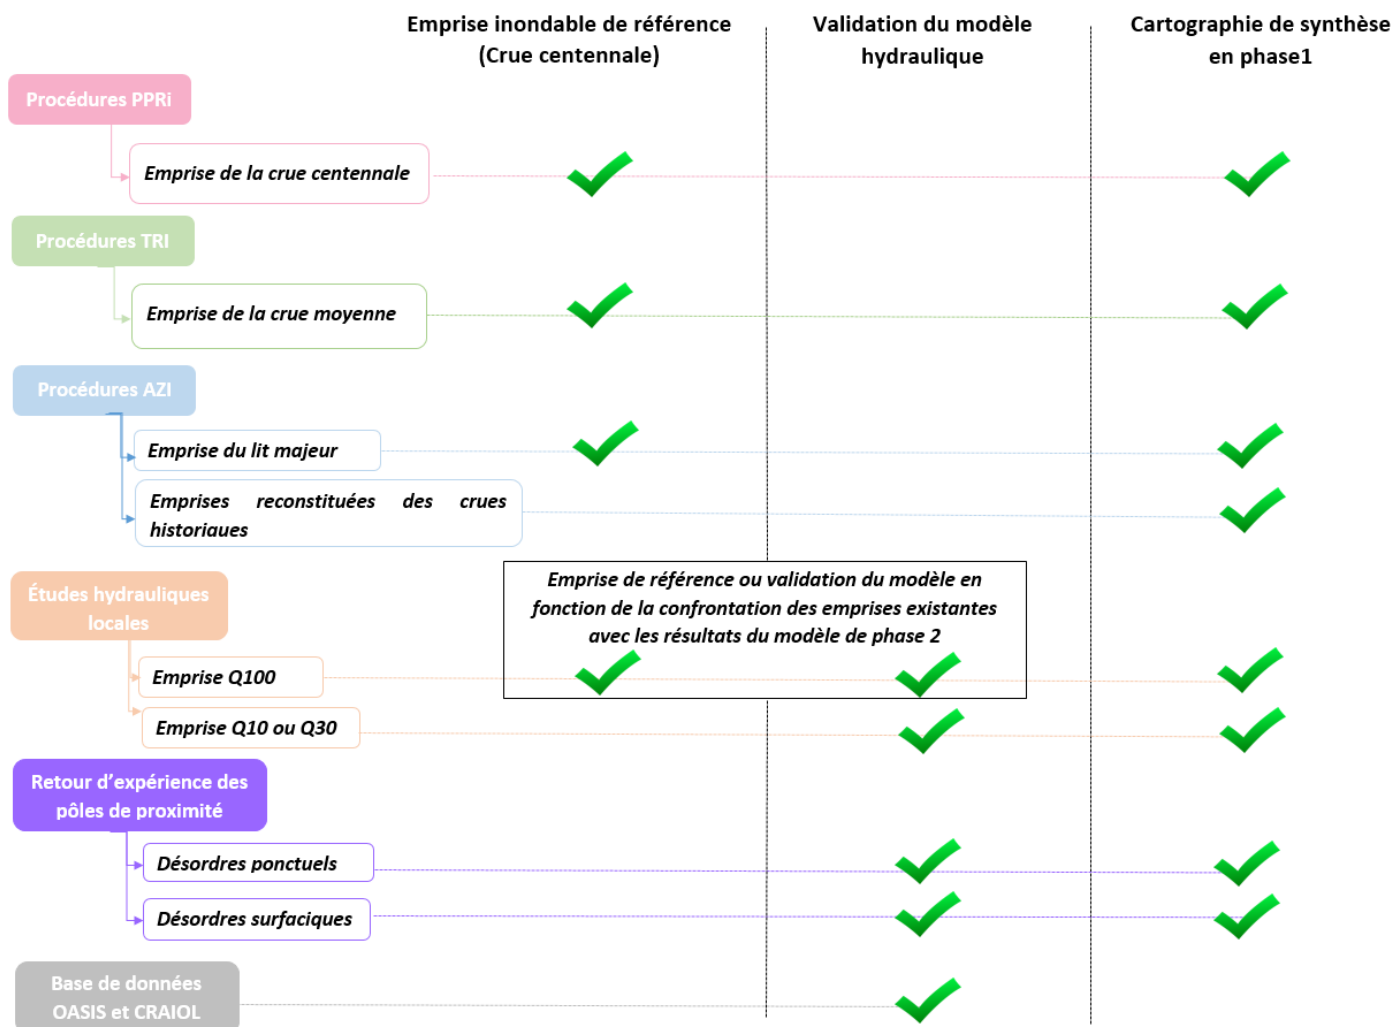 Emprise inondable de référence
(Crue centennale)
Validation du modèle
hydraulique
Cartographie de synthèse
en phase1
Procédures PPRi
Emprise de la crue centennale
Procédures TRI
Emprise de la crue moyenne
Procédures AZI
Emprise du lit majeur
Emprises reconstituées des crues
historiaues
Emprise de référence ou validation du modèle en
fonction de la confrontation des emprises existantes
avec les résultats du modèle de phase 2
Études hydrauliques
locales
Emprise Q100
Emprise Q10 ou Q30
Retour d'expérience des
pôles de proximité
Désordres ponctuels
Désordres surfaciques
Base de données
OASIS et CRAIOL